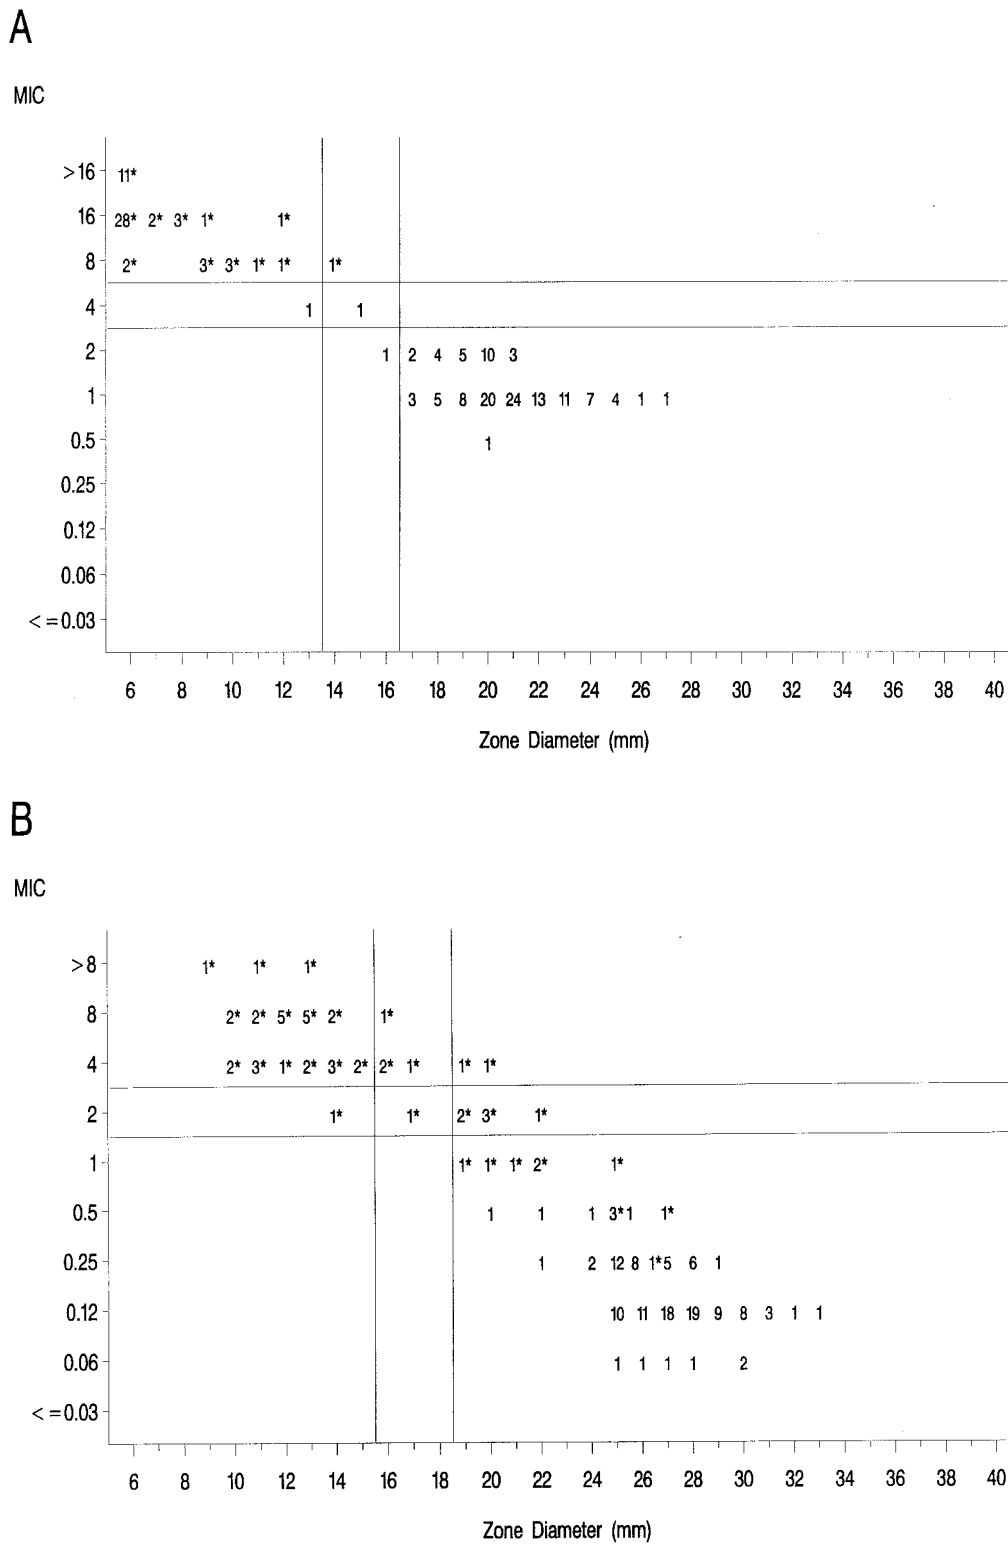 A
MIC
>16 11*
16 28* 2* 3* 1* 1*
8 2* 3* 3* 1* 1* 1*
4 1 1
2 1 2 4 5 10 3
1 3 5 8 20 24 13 11 7 4 1 1
0.5 1
0.25
0.12
0.06
<=0.03
6 8 10 12 14 16 18 20 22 24 26 28 30 32 34 36 38 40
Zone Diameter (mm)
B
MIC
>8 1* 1* 1*
8 2* 2* 5* 5* 2* 1*
4 2* 3* 1* 2* 3* 2* 2* 1* 1* 1*
2 1* 1* 2* 3* 1*
1 1* 1* 1* 2* 1*
0.5 1 1 1 3* 1 1*
0.25 1 2 12 8 1* 5 6 1
0.12 10 11 18 19 9 8 3 1 1
0.06 1 1 1 1 2
<=0.03
6 8 10 12 14 16 18 20 22 24 26 28 30 32 34 36 38 40
Zone Diameter (mm)